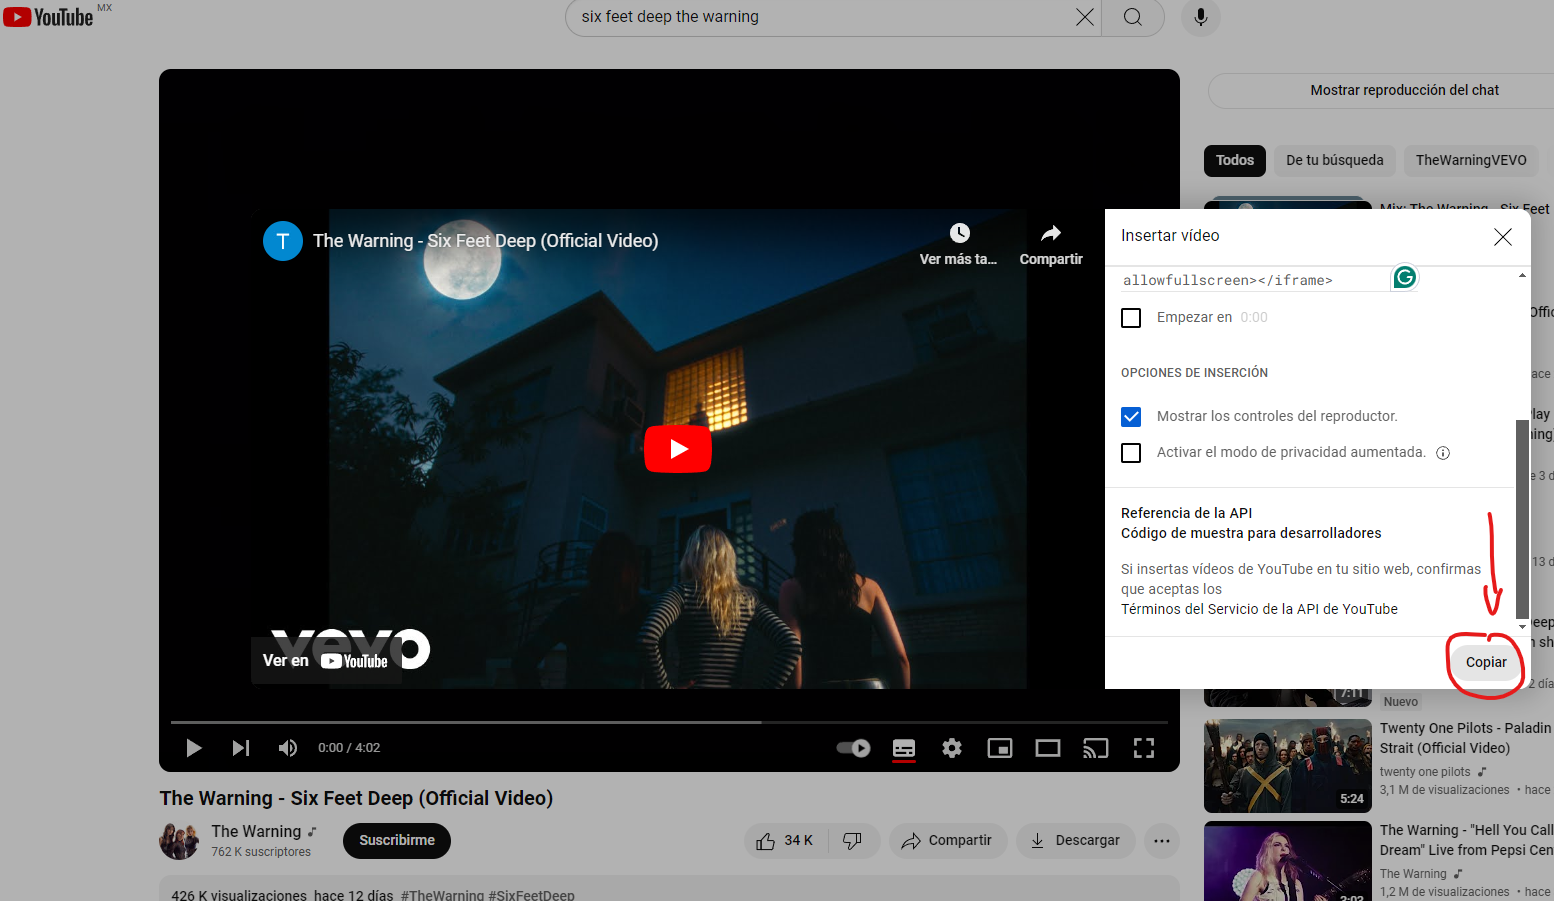 YouTube MX
six feet deep the warning
Mostrar reproducción del chat
Todos
De tu búsqueda
TheWarningVEVO
T
The Warning - Six Feet Deep (Official Video)
Ver más ta...
Compartir
Mix: The Warning - Six Feet
Insertar vídeo
allowfullscreen></iframe>
G
Empezar en 0:00
OPCIONES DE INSERCIÓN
Mostrar los controles del reproductor.
Activar el modo de privacidad aumentada.
Referencia de la API
Código de muestra para desarrolladores
Si insertas vídeos de YouTube en tu sitio web, confirmas
que aceptas los
Términos del Servicio de la API de YouTube
Copiar
vevo
Ver en YouTube
0:00 / 4:02
7:11
Nuevo
Twenty One Pilots - Paladin
Strait (Official Video)
twenty one pilots
3,1 M de visualizaciones • hace
5:24
The Warning - Six Feet Deep (Official Video)
The Warning
762 K suscriptores
Suscribirme
34 K
Compartir
Descargar
The Warning - "Hell You Call
Dream" Live from Pepsi Cen
The Warning
1,2 M de visualizaciones • hace
426 K visualizaciones hace 12 días #TheWarning #SixFeetDeep